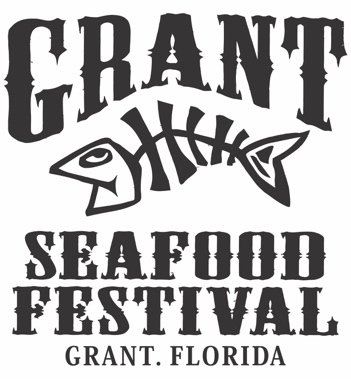 GRANT
SEAFOOD
FESTIVAL
GRANT. FLORIDA